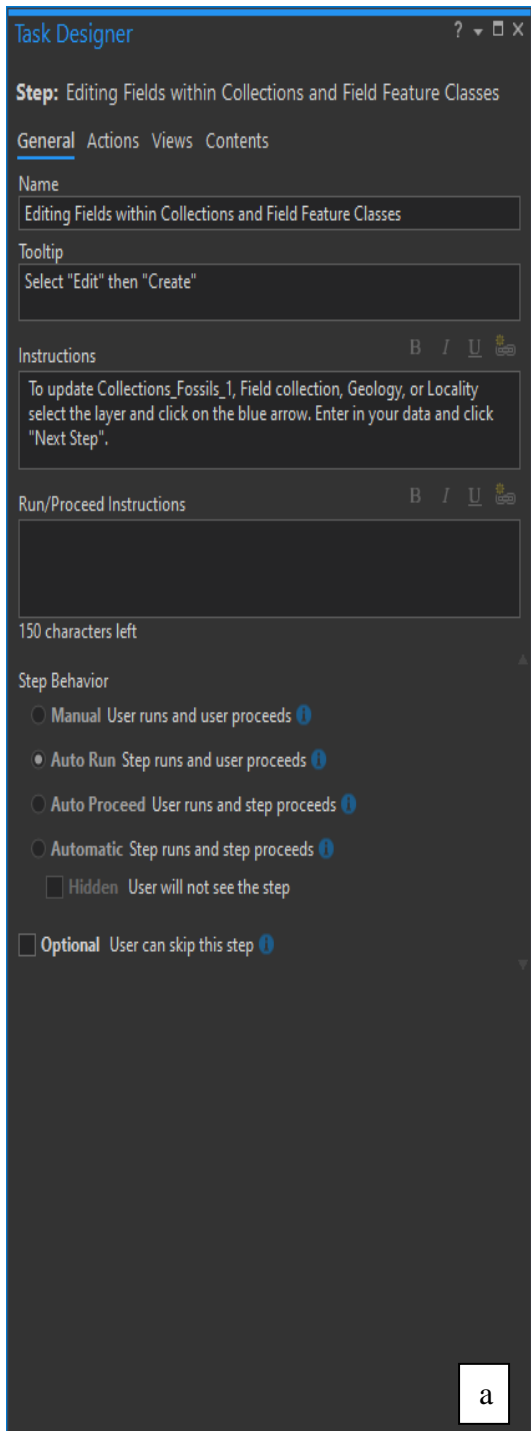 Task Designer
Step: Editing Fields within Collections and Field Feature Classes
General Actions Views Contents
Name
Editing Fields within Collections and Field Feature Classes
Tooltip
Select "Edit" then "Create"
Instructions
B I U
To update Collections_Fossils_1, Field collection, Geology, or Locality
select the layer and click on the blue arrow. Enter in your data and click
"Next Step".
Run/Proceed Instructions
B I U
150 characters left
Step Behavior
Manual User runs and user proceeds
Auto Run Step runs and user proceeds
Auto Proceed User runs and step proceeds
Automatic Step runs and step proceeds
Hidden User will not see the step
Optional User can skip this step
a